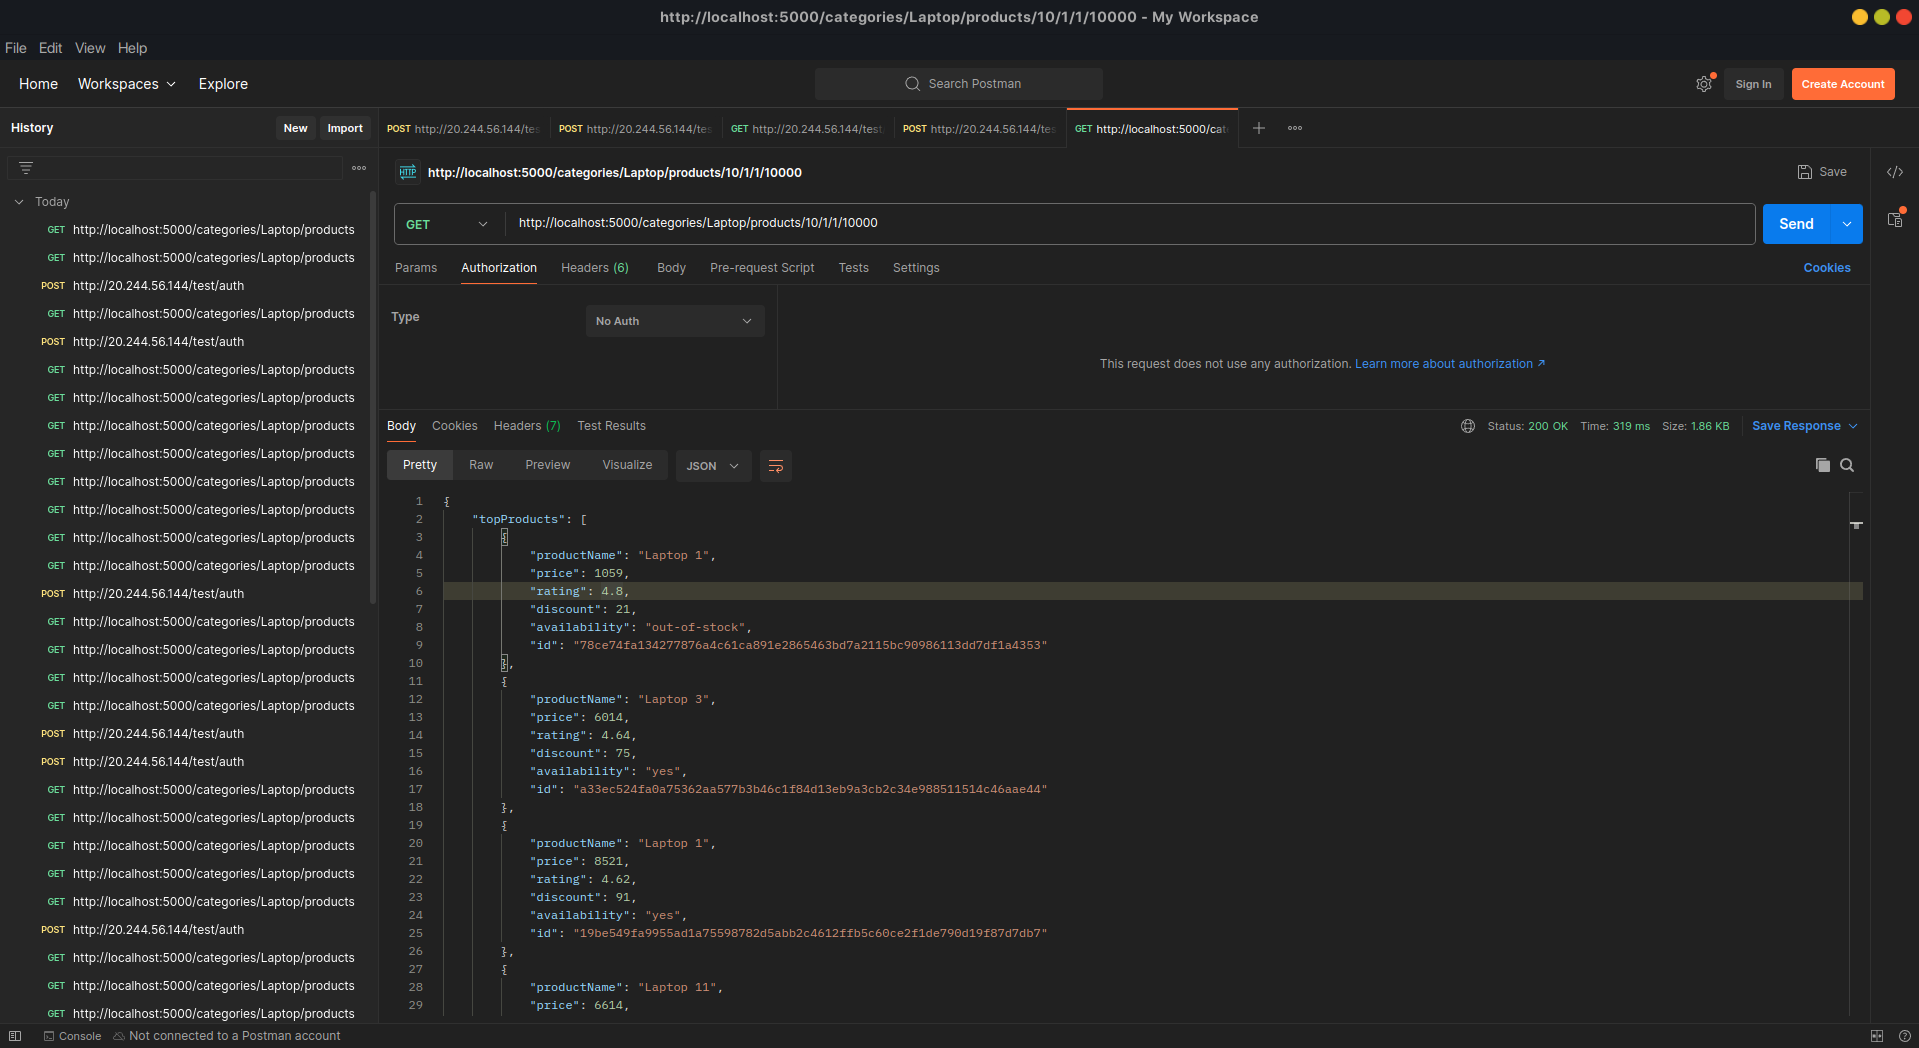 http://localhost:5000/categories/Laptop/products/10/1/1/10000 - My Workspace
File Edit View Help
Home Workspaces Explore Search Postman Sign In Create Account
History New Import
POST http://20.244.56.144/tes POST http://20.244.56.144/tes GET http://20.244.56.144/test POST http://20.244.56.144/tes GET http://localhost:5000/cat
http://localhost:5000/categories/Laptop/products/10/1/1/10000 Save
Today
GET http://localhost:5000/categories/Laptop/products
GET http://localhost:5000/categories/Laptop/products
POST http://20.244.56.144/test/auth
GET http://localhost:5000/categories/Laptop/products
POST http://20.244.56.144/test/auth
GET http://localhost:5000/categories/Laptop/products
GET http://localhost:5000/categories/Laptop/products
GET http://localhost:5000/categories/Laptop/products
GET http://localhost:5000/categories/Laptop/products
GET http://localhost:5000/categories/Laptop/products
GET http://localhost:5000/categories/Laptop/products
GET http://localhost:5000/categories/Laptop/products
GET http://localhost:5000/categories/Laptop/products
POST http://20.244.56.144/test/auth
GET http://localhost:5000/categories/Laptop/products
GET http://localhost:5000/categories/Laptop/products
GET http://localhost:5000/categories/Laptop/products
GET http://localhost:5000/categories/Laptop/products
POST http://20.244.56.144/test/auth
POST http://20.244.56.144/test/auth
GET http://localhost:5000/categories/Laptop/products
GET http://localhost:5000/categories/Laptop/products
GET http://localhost:5000/categories/Laptop/products
GET http://localhost:5000/categories/Laptop/products
GET http://localhost:5000/categories/Laptop/products
POST http://20.244.56.144/test/auth
GET http://localhost:5000/categories/Laptop/products
GET http://localhost:5000/categories/Laptop/products
GET http://localhost:5000/categories/Laptop/products
GET http://localhost:5000/categories/Laptop/products/10/1/1/10000 Send
Params Authorization Headers (6) Body Pre-request Script Tests Settings Cookies
Type No Auth
This request does not use any authorization. Learn more about authorization
Body Cookies Headers (7) Test Results Status: 200 OK Time: 319 ms Size: 1.86 KB Save Response
Pretty Raw Preview Visualize JSON
1 {
2 "topProducts": [
3 {
4 "productName": "Laptop 1",
5 "price": 1059,
6 "rating": 4.8,
7 "discount": 21,
8 "availability": "out-of-stock",
9 "id": "78ce74fa134277876a4c61ca891e2865463bd7a2115bc90986113dd7df1a4353"
10 },
11 {
12 "productName": "Laptop 3",
13 "price": 6014,
14 "rating": 4.64,
15 "discount": 75,
16 "availability": "yes",
17 "id": "a33ec524fa0a75362aa577b3b46c1f84d13eb9a3cb2c34e988511514c46aae44"
18 },
19 {
20 "productName": "Laptop 1",
21 "price": 8521,
22 "rating": 4.62,
23 "discount": 91,
24 "availability": "yes",
25 "id": "19be549fa9955ad1a75598782d5abb2c4612ffb5c60ce2f1de790d19f87d7db7"
26 },
27 {
28 "productName": "Laptop 11",
29 "price": 6614,
Console Not connected to a Postman account